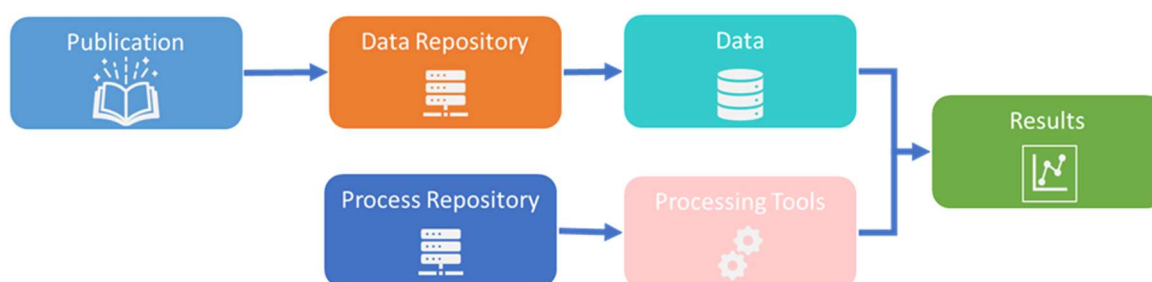 Publication
Data Repository
Data
Results
Process Repository
Processing Tools